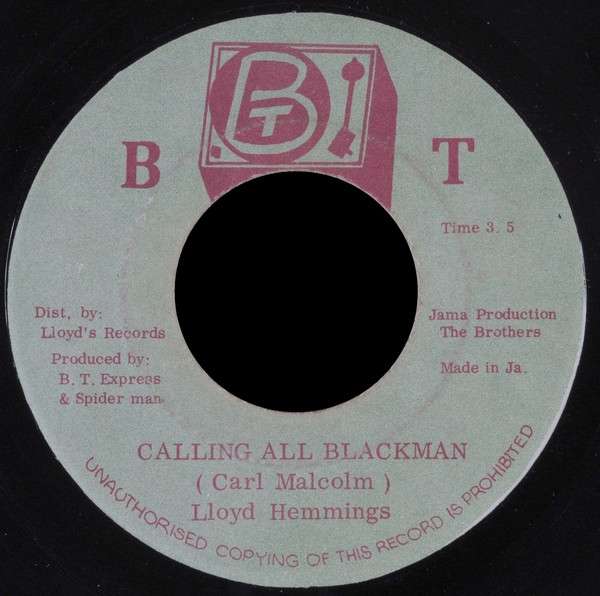 BT
B T
Time 3. 5
Dist, by:
Lloyd's Records
Produced by:
B. T. Express
& Spider man
Jama Production
The Brothers
Made in Ja.
CALLING ALL BLACKMAN
( Carl Malcolm )
Lloyd Hemmings
UNAUTHORISED COPYING OF THIS RECORD IS PROHIBITED